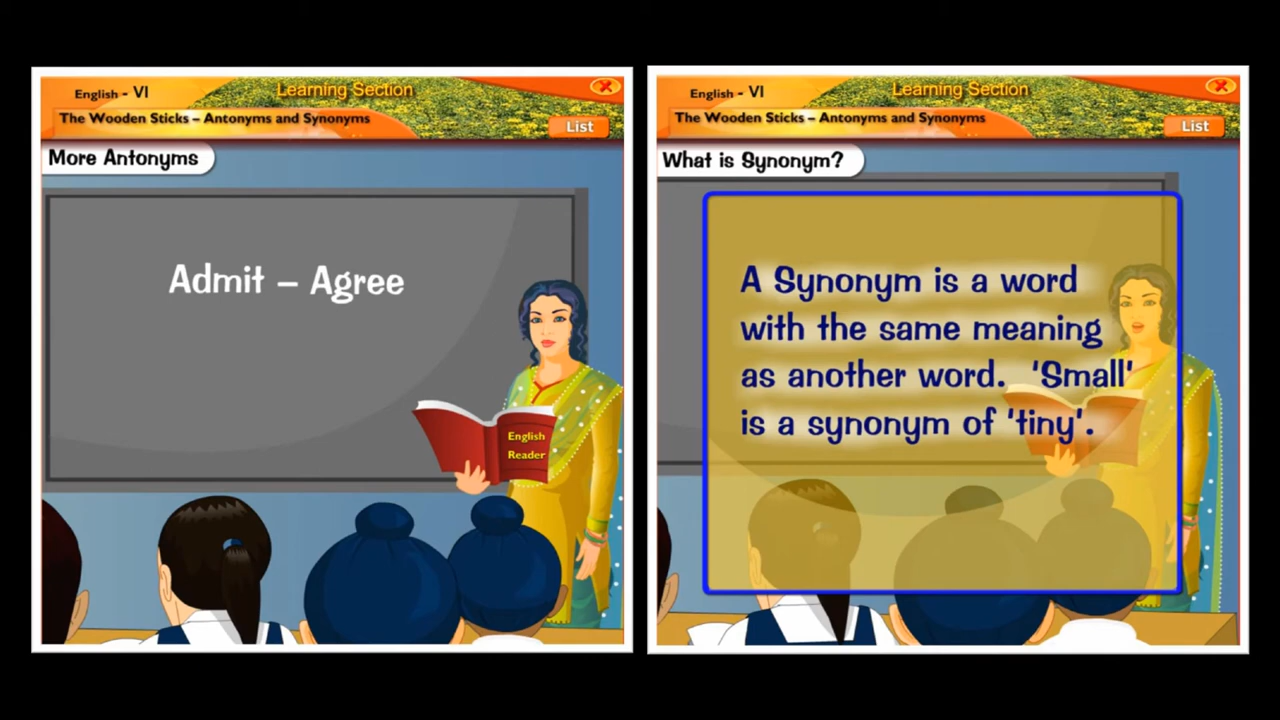 English - VI
Learning Section
The Wooden Sticks – Antonyms and Synonyms
List
More Antonyms
Admit – Agree
English
Reader
English - VI
Learning Section
The Wooden Sticks – Antonyms and Synonyms
List
What is Synonym?
A Synonym is a word
with the same meaning
as another word. 'Small'
is a synonym of 'tiny'.